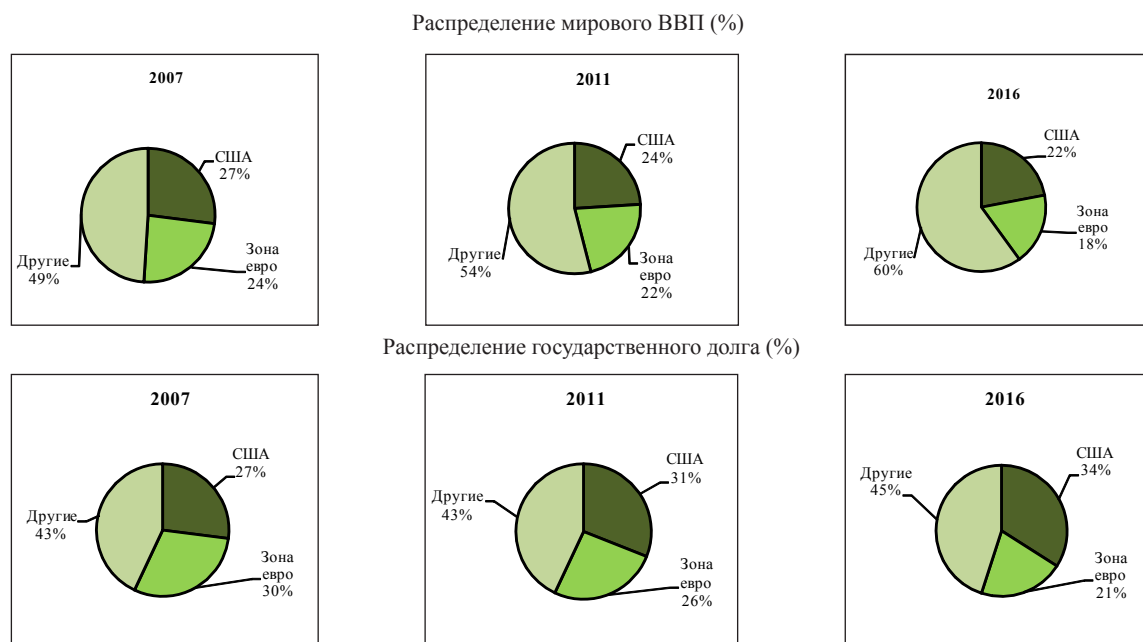 Распределение мирового ВВП (%)
2007
США
27%
Зона
евро
24%
Другие
49%
2011
США
24%
Зона
евро
22%
Другие
54%
2016
США
22%
Зона
евро
18%
Другие
60%
Распределение государственного долга (%)
2007
США
27%
Зона
евро
30%
Другие
43%
2011
США
31%
Зона
евро
26%
Другие
43%
2016
США
34%
Зона
евро
21%
Другие
45%